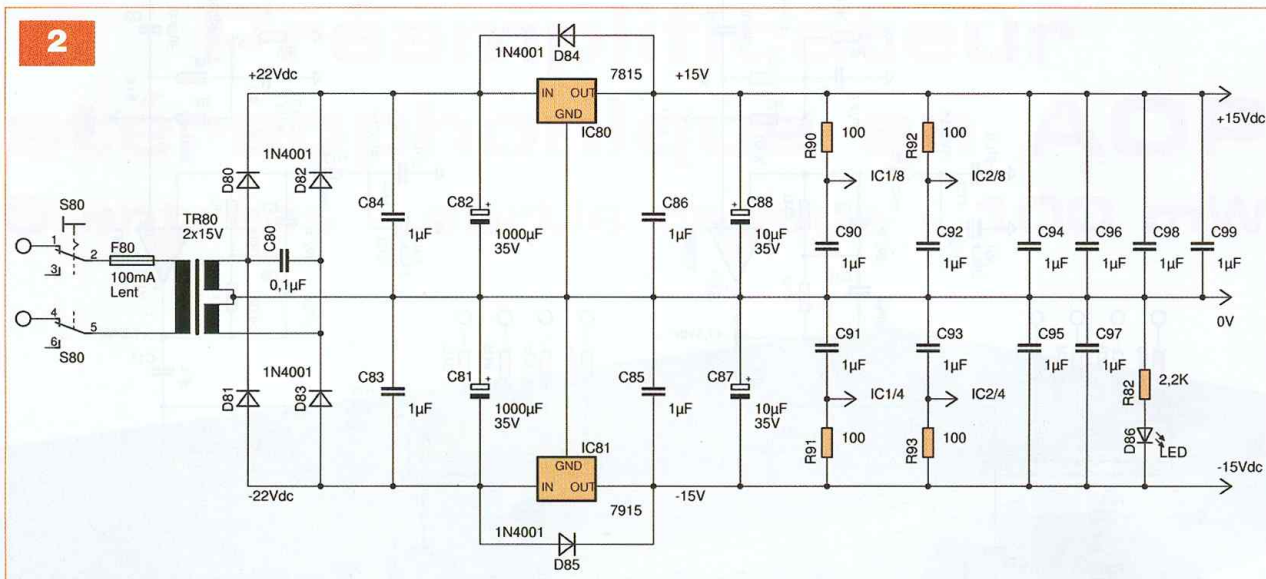 2
1N4001
D84
7815
+22Vdc
+15V
IN
OUT
GND
IC80
+15Vdc
R90
100
R92
100
1N4001
D80
D82
IC1/8
IC2/8
S80
TR80
2x15V
C80
0,1µF
C84
1µF
C82
+
1000µF
35V
C86
1µF
C88
+
10µF
35V
C90
1µF
C92
1µF
C94
1µF
C96
1µF
C98
1µF
C99
1µF
1
2
3
F80
100mA
Lent
4
5
6
S80
0V
1N4001
D81
D83
C83
1µF
C81
+
1000µF
35V
C85
1µF
C87
+
10µF
35V
C91
1µF
C93
1µF
C95
1µF
C97
1µF
R82
2,2K
IC1/4
IC2/4
R91
100
R93
100
D86
LED
IC81
GND
IN
OUT
-22Vdc
-15V
-15Vdc
7915
1N4001
D85